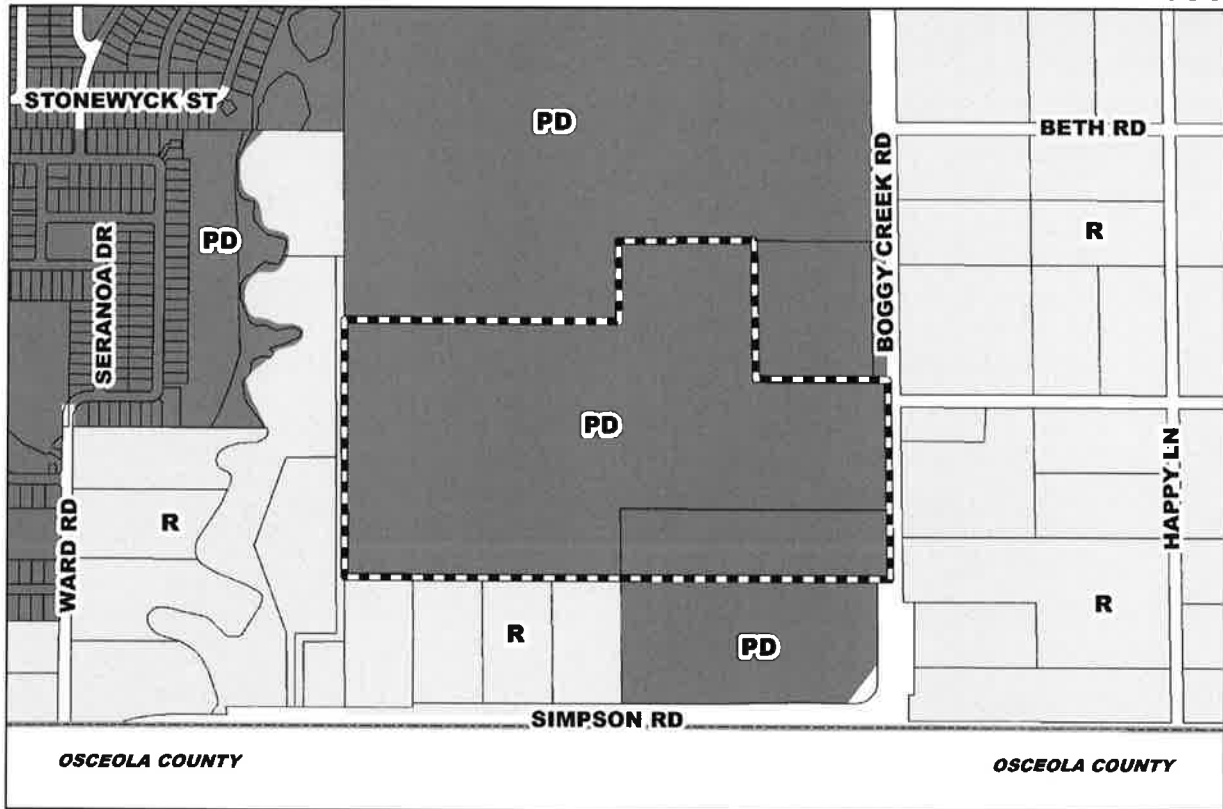 STONEWYCK ST
PD
BETH RD
BOGGY CREEK RD
R
PD
SERANOA DR
PD
HAPPY LN
WARD RD
R
R
R
PD
SIMPSON RD
OSCEOLA COUNTY
OSCEOLA COUNTY